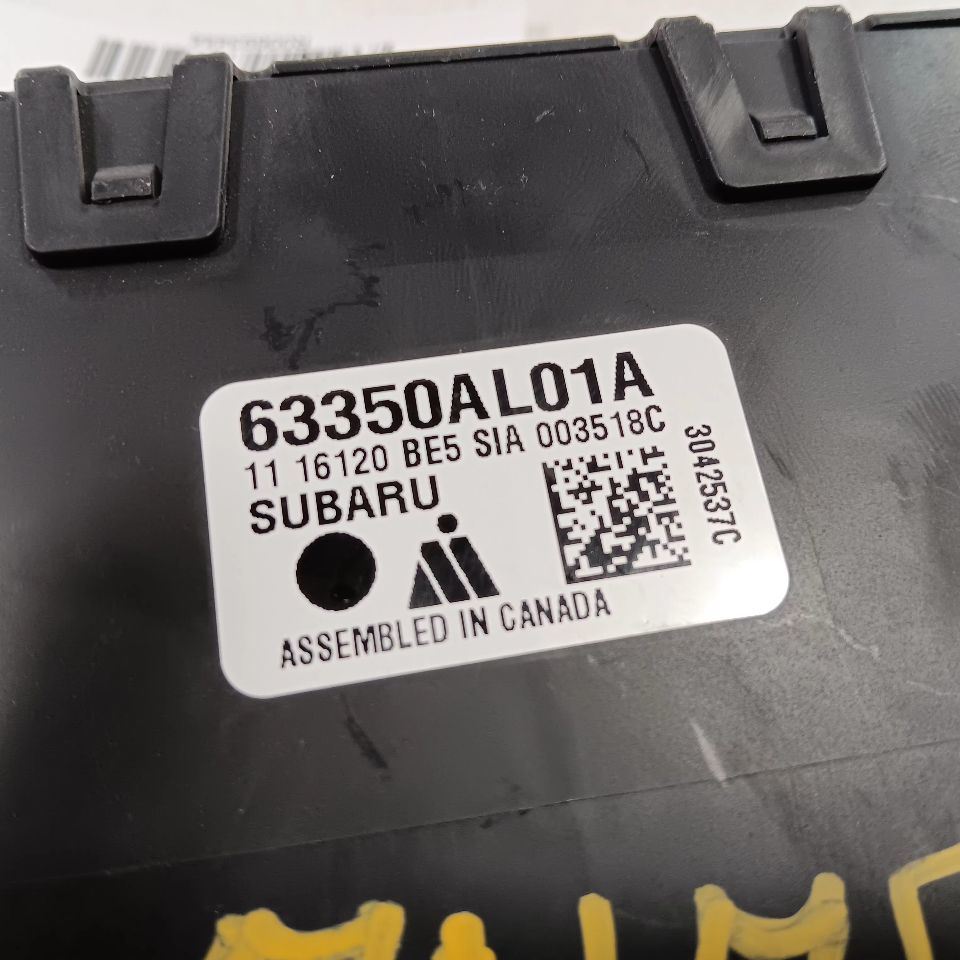 63350AL01A
11 16120 BE5 SIA 003518C
SUBARU
3042537C
ASSEMBLED IN CANADA